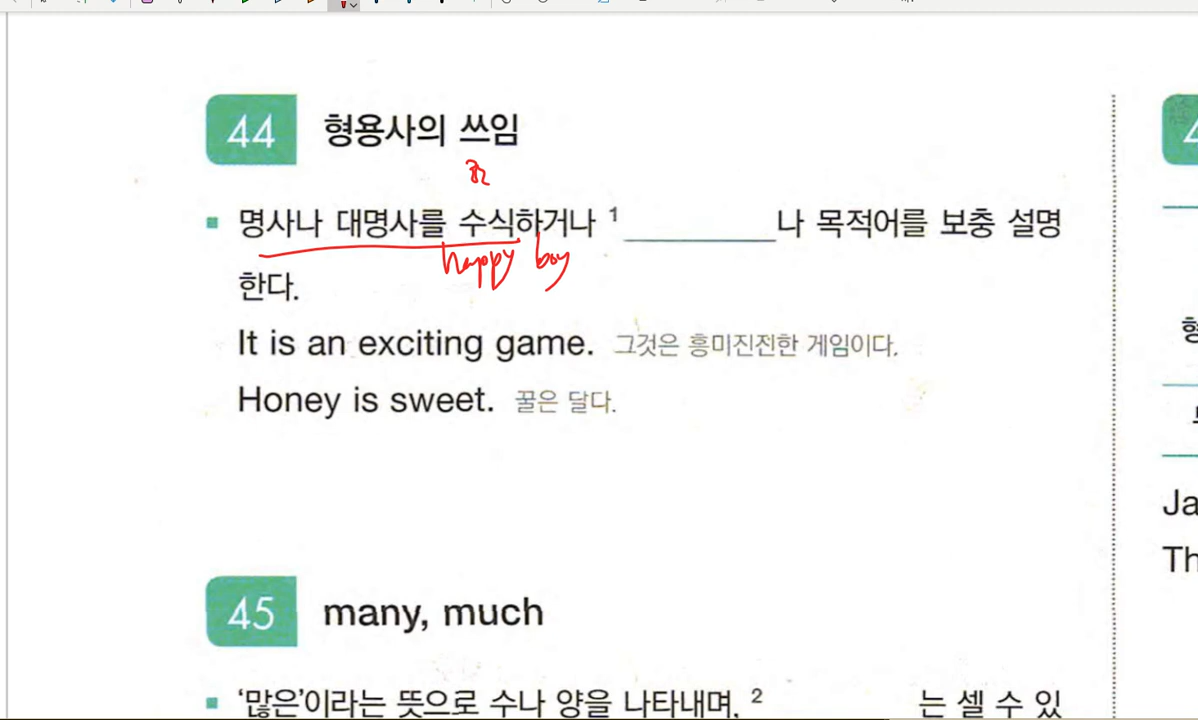 44 형용사의 쓰임
명사나 대명사를 수식하거나 1 ________나 목적어를 보충 설명
happy boy
한다.
It is an exciting game. 그것은 흥미진진한 게임이다.
Honey is sweet. 꿀은 달다.
45 many, much
'많은'이라는 뜻으로 수나 양을 나타내며, 2 ________는 셀 수 있
Ja
Th